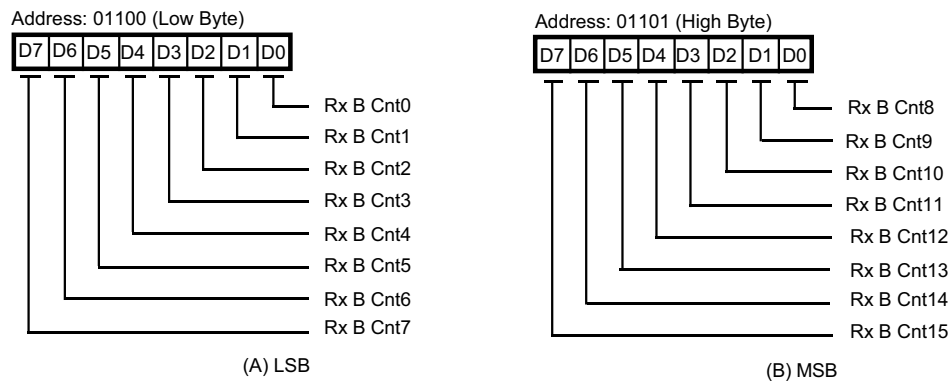 Address: 01100 (Low Byte)
D7 D6 D5 D4 D3 D2 D1 D0
Rx B Cnt0
Rx B Cnt1
Rx B Cnt2
Rx B Cnt3
Rx B Cnt4
Rx B Cnt5
Rx B Cnt6
Rx B Cnt7
(A) LSB
Address: 01101 (High Byte)
D7 D6 D5 D4 D3 D2 D1 D0
Rx B Cnt8
Rx B Cnt9
Rx B Cnt10
Rx B Cnt11
Rx B Cnt12
Rx B Cnt13
Rx B Cnt14
Rx B Cnt15
(B) MSB